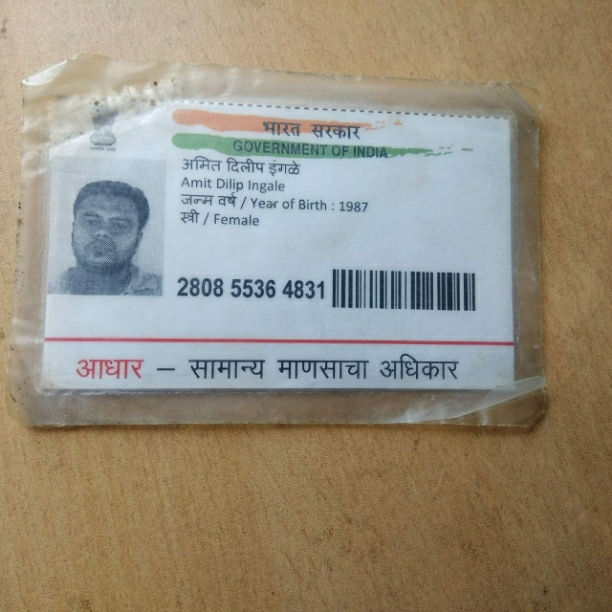 भारत सरकार
GOVERNMENT OF INDIA
अमित दिलीप इंगळे
Amit Dilip Ingale
जन्म वर्ष / Year of Birth : 1987
स्त्री / Female
2808 5536 4831
आधार – सामान्य माणसाचा अधिकार